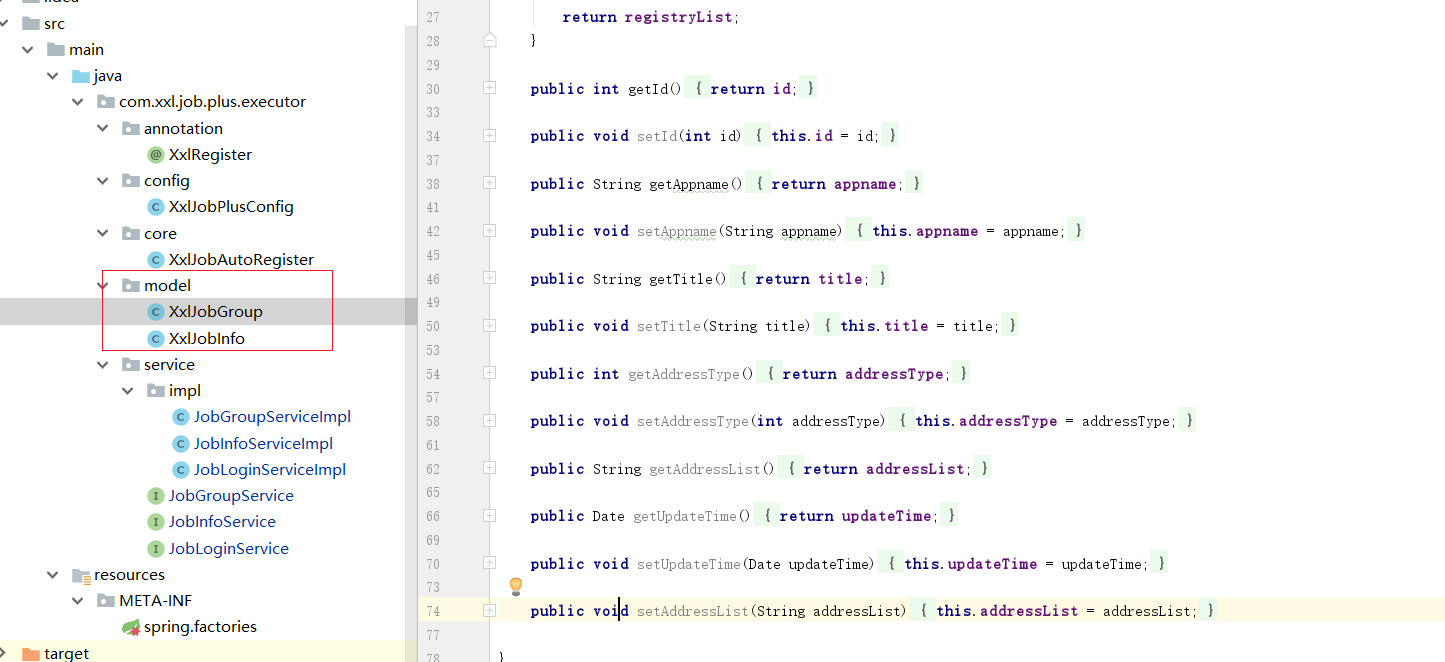 src
main
java
com.xxl.job.plus.executor
annotation
@ XxlRegister
config
C XxlJobPlusConfig
core
C XxlJobAutoRegister
model
C XxlJobGroup
C XxlJobInfo
service
impl
C JobGroupServiceImpl
C JobInfoServiceImpl
C JobLoginServiceImpl
I JobGroupService
I JobInfoService
I JobLoginService
resources
META-INF
spring.factories
target
27 return registryList;
28 }
29
30 public int getId() { return id; }
33
34 public void setId(int id) { this.id = id; }
37
38 public String getAppname() { return appname; }
41
42 public void setAppname(String appname) { this.appname = appname; }
45
46 public String getTitle() { return title; }
49
50 public void setTitle(String title) { this.title = title; }
53
54 public int getAddressType() { return addressType; }
57
58 public void setAddressType(int addressType) { this.addressType = addressType; }
61
62 public String getAddressList() { return addressList; }
65
66 public Date getUpdateTime() { return updateTime; }
69
70 public void setUpdateTime(Date updateTime) { this.updateTime = updateTime; }
73
74 public void setAddressList(String addressList) { this.addressList = addressList; }
77
78 }